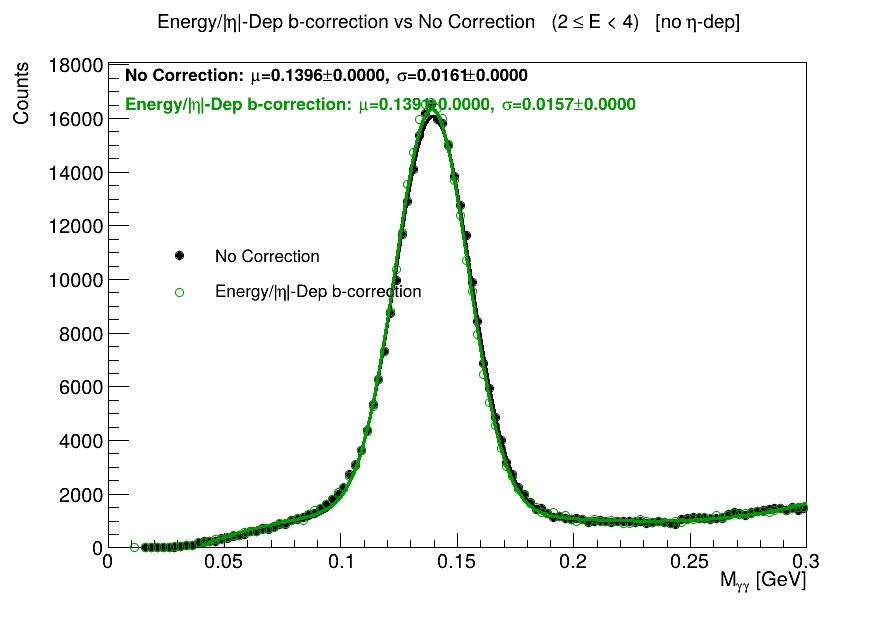 Energy/|η|-Dep b-correction vs No Correction (2 ≤ E < 4) [no η-dep]
Counts
18000
No Correction: μ=0.1396±0.0000, σ=0.0161±0.0000
Energy/|η|-Dep b-correction: μ=0.1391±0.0000, σ=0.0157±0.0000
16000
14000
12000
No Correction
10000
Energy/|η|-Dep b-correction
8000
6000
4000
2000
0
0 0.05 0.1 0.15 0.2 0.25 0.3
Mγγ [GeV]